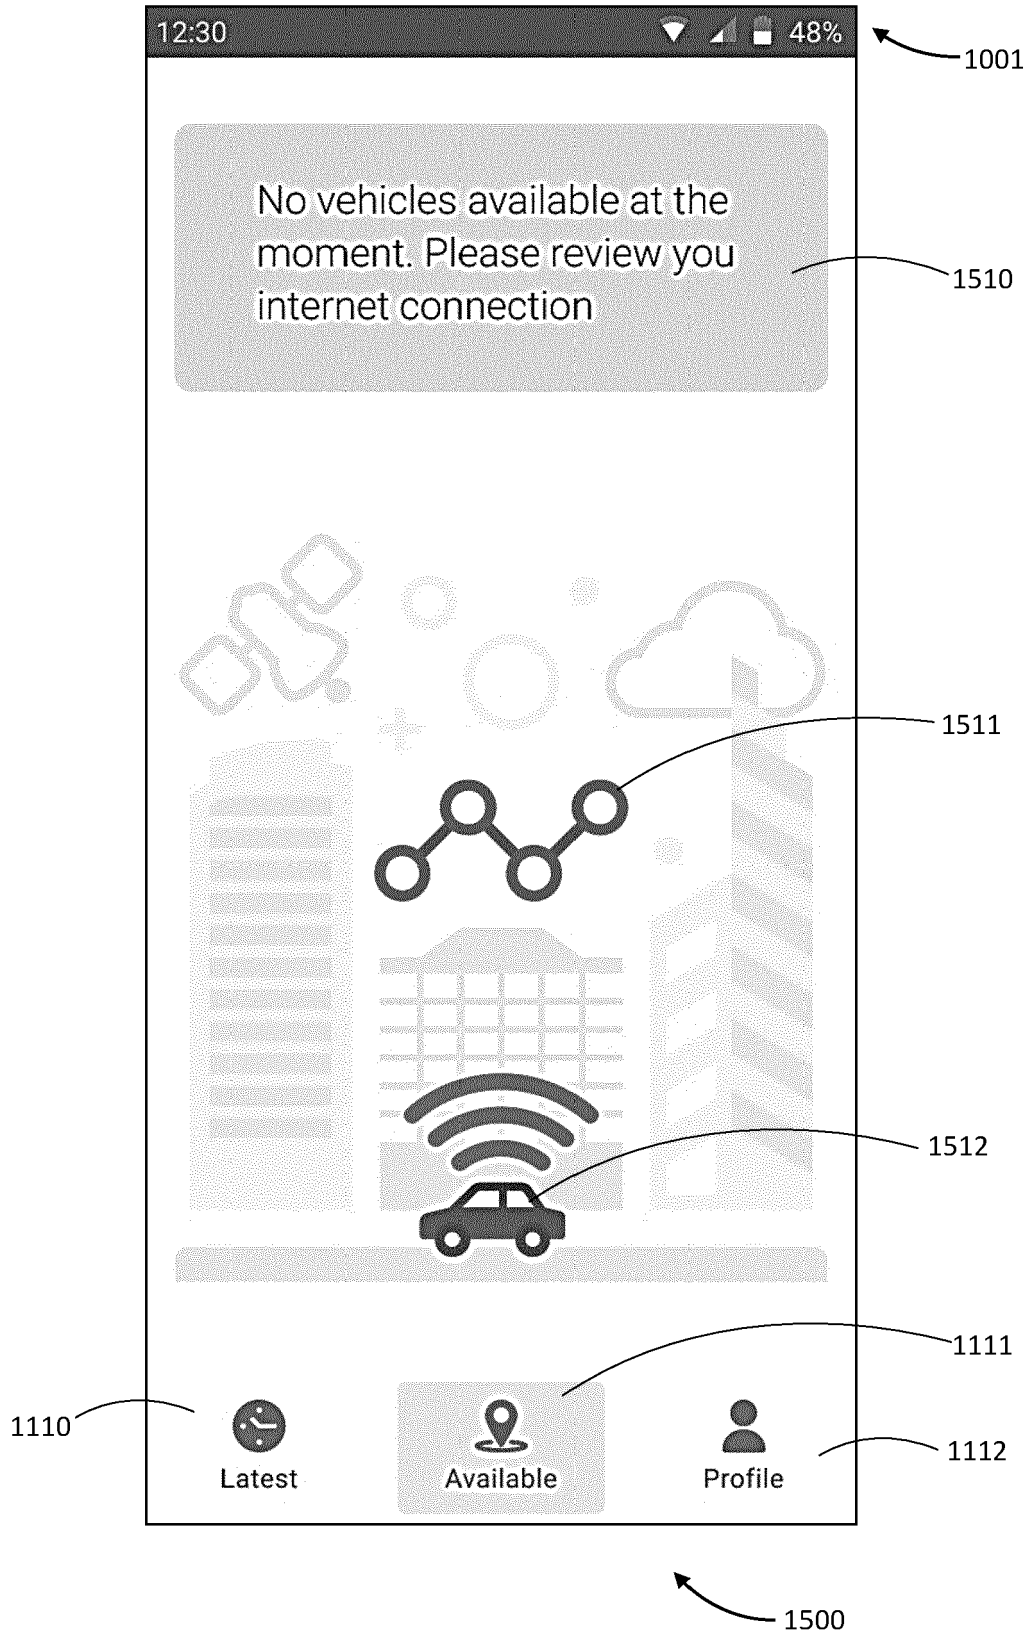 12:30 48%
1001
No vehicles available at the
moment. Please review you
internet connection
1510
1511
1512
1111
1110
1112
Latest Available Profile
1500